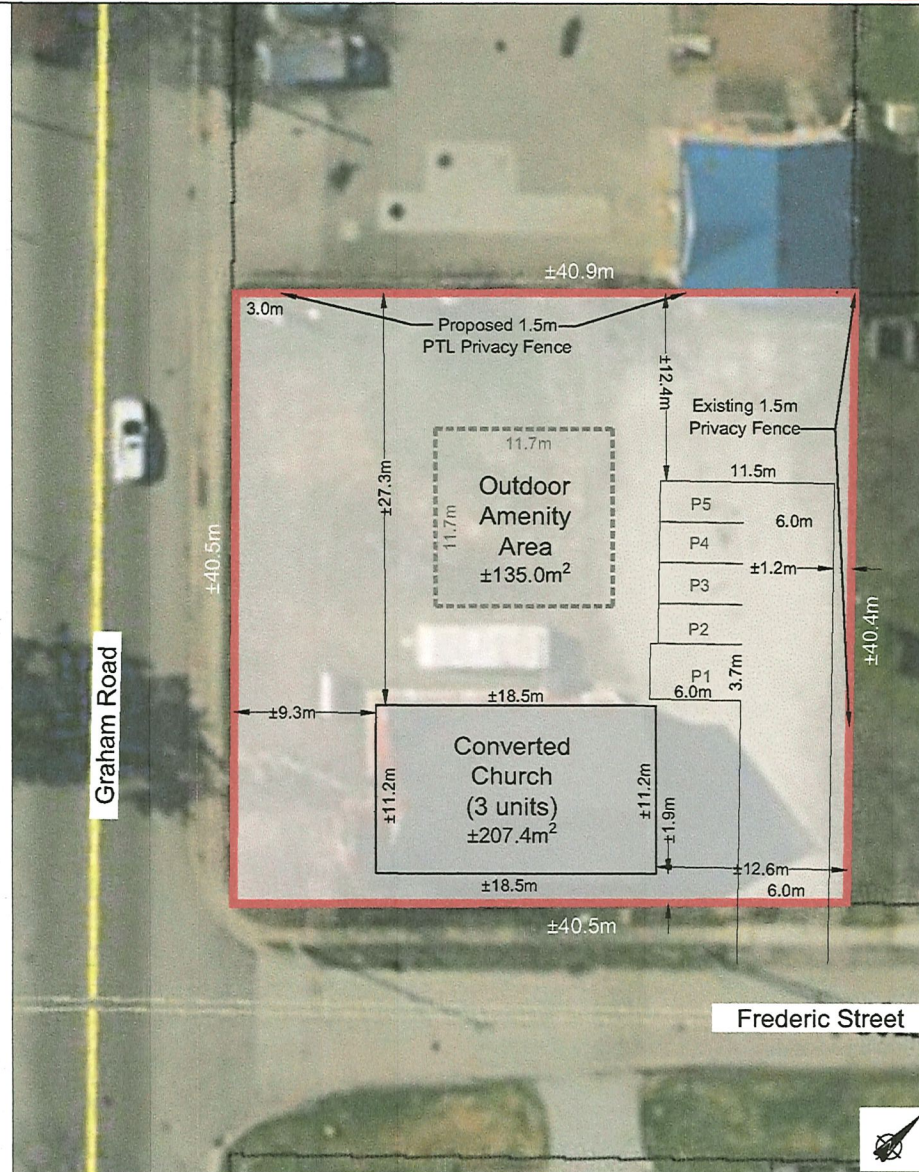 ±40.9m
3.0m
Proposed 1.5m
PTL Privacy Fence
±12.4m
Existing 1.5m
Privacy Fence
11.7m
11.5m
±27.3m
Outdoor
Amenity
Area
±135.0m²
11.7m
P5
6.0m
P4
±1.2m
P3
P2
P1
6.0m
3.7m
±40.5m
±40.4m
Graham Road
±18.5m
±9.3m
Converted
Church
(3 units)
±207.4m²
±11.2m
±11.2m
±1.9m
±12.6m
±18.5m
6.0m
±40.5m
Frederic Street